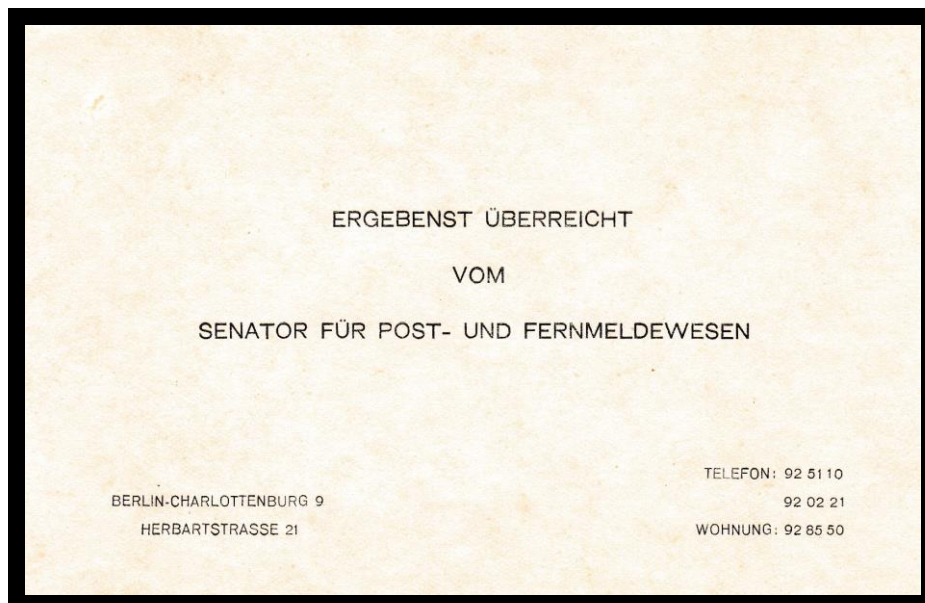 ERGEBENST ÜBERREICHT
VOM
SENATOR FÜR POST- UND FERNMELDEWESEN
BERLIN-CHARLOTTENBURG 9
HERBARTSTRASSE 21
TELEFON: 92 51 10
92 02 21
WOHNUNG: 92 85 50